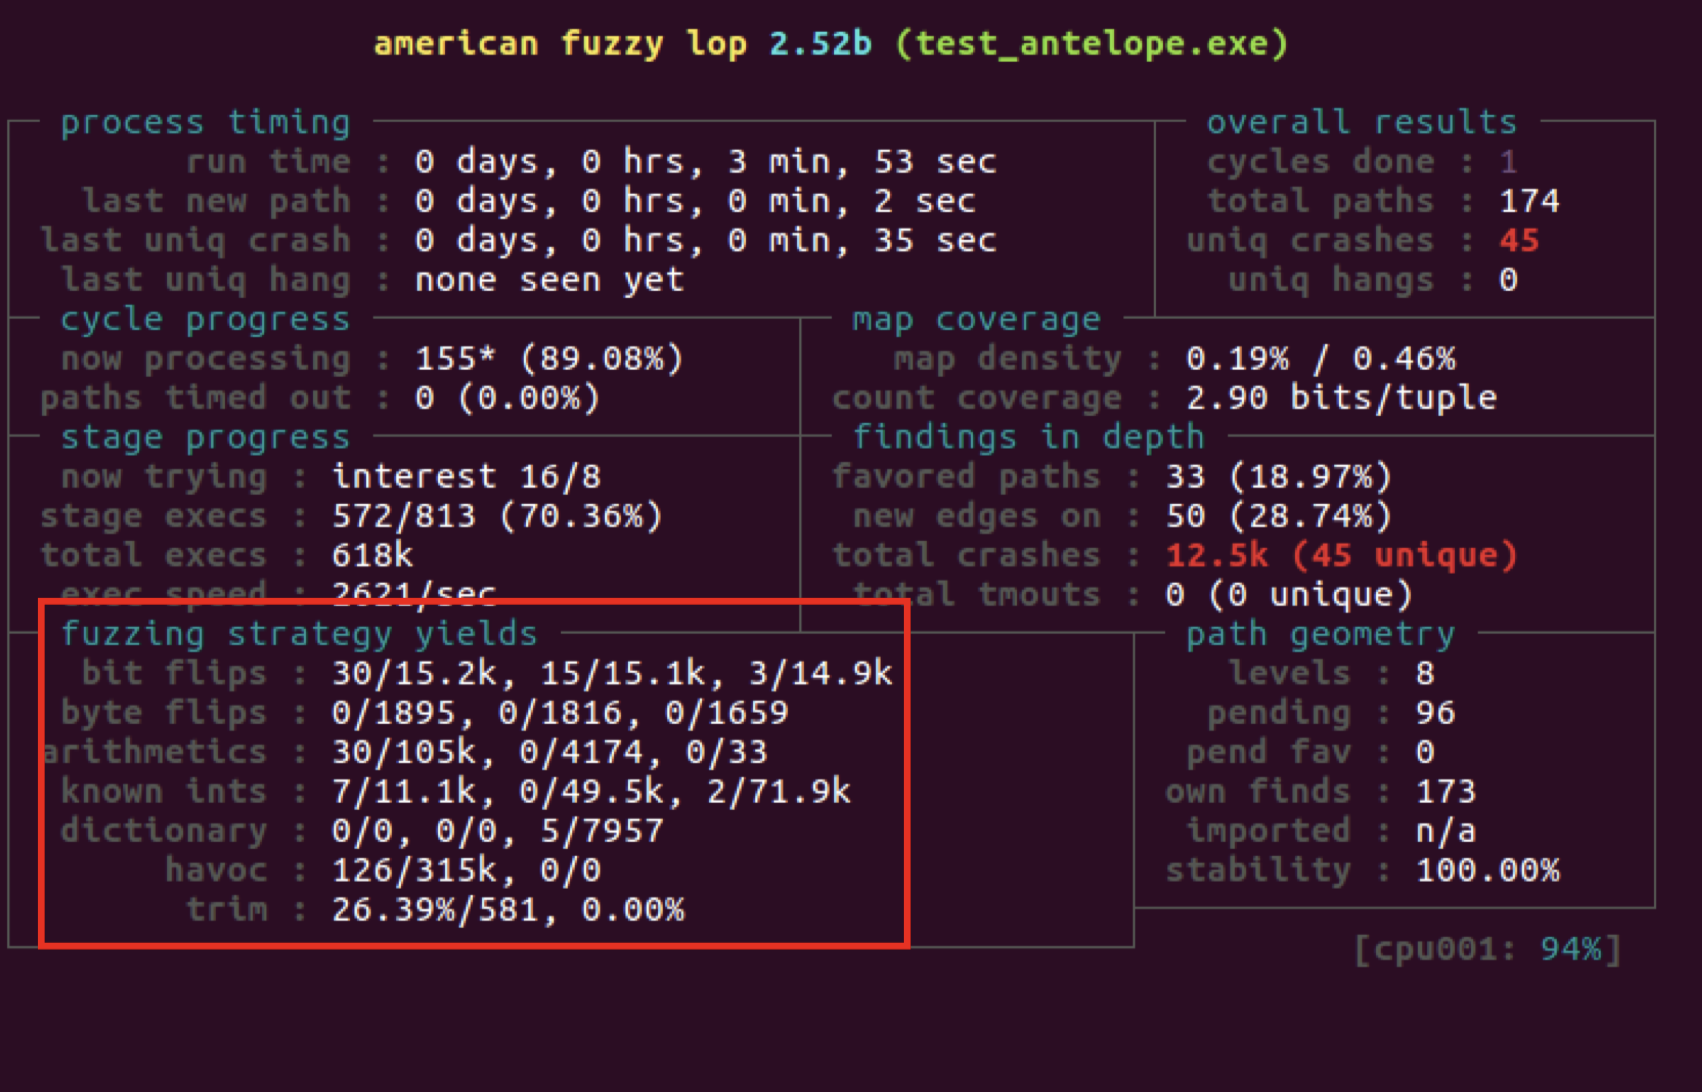 american fuzzy lop 2.52b (test_antelope.exe)
process timing
run time : 0 days, 0 hrs, 3 min, 53 sec
last new path : 0 days, 0 hrs, 0 min, 2 sec
last uniq crash : 0 days, 0 hrs, 0 min, 35 sec
last uniq hang : none seen yet
overall results
cycles done : 1
total paths : 174
uniq crashes : 45
uniq hangs : 0
cycle progress
now processing : 155* (89.08%)
paths timed out : 0 (0.00%)
map coverage
map density : 0.19% / 0.46%
count coverage : 2.90 bits/tuple
stage progress
now trying : interest 16/8
stage execs : 572/813 (70.36%)
total execs : 618k
exec speed : 2621/sec
findings in depth
favored paths : 33 (18.97%)
new edges on : 50 (28.74%)
total crashes : 12.5k (45 unique)
total tmouts : 0 (0 unique)
fuzzing strategy yields
bit flips : 30/15.2k, 15/15.1k, 3/14.9k
byte flips : 0/1895, 0/1816, 0/1659
arithmetics : 30/105k, 0/4174, 0/33
known ints : 7/11.1k, 0/49.5k, 2/71.9k
dictionary : 0/0, 0/0, 5/7957
havoc : 126/315k, 0/0
trim : 26.39%/581, 0.00%
path geometry
levels : 8
pending : 96
pend fav : 0
own finds : 173
imported : n/a
stability : 100.00%
[cpu001: 94%]